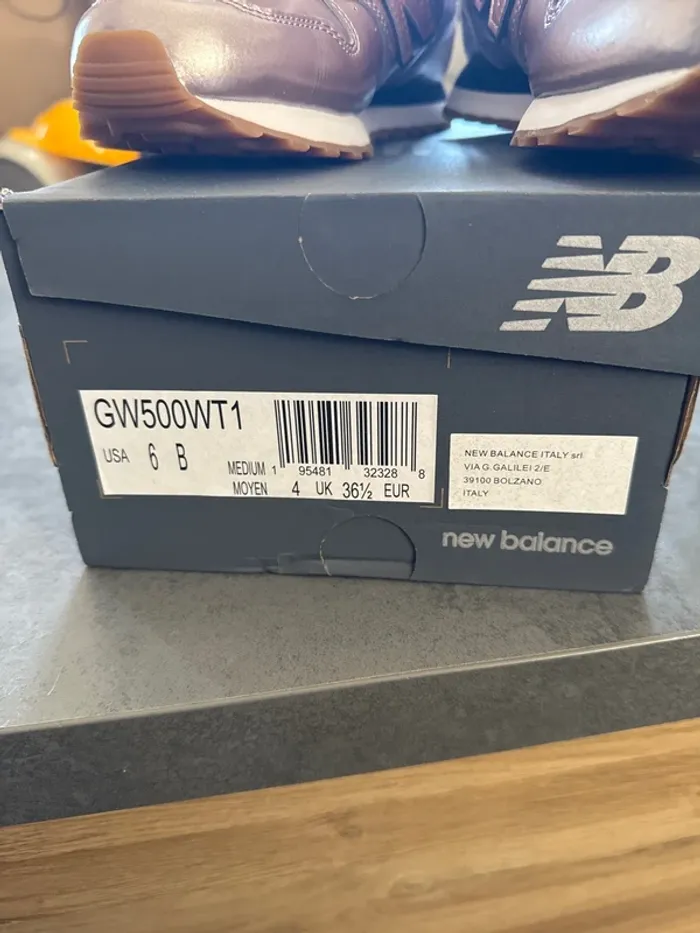 NB
GW500WT1
USA 6 B
MEDIUM 1 95481 32328 8
MOYEN 4 UK 36½ EUR
NEW BALANCE ITALY srl
VIA G.GALILEI 2/E
39100 BOLZANO
ITALY
new balance